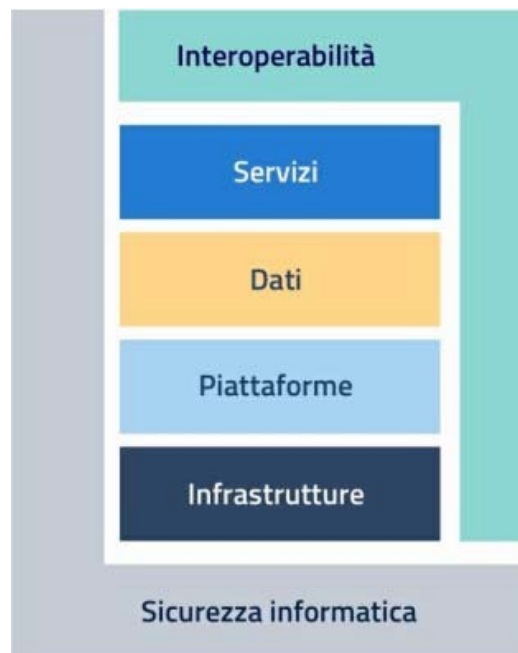 Interoperabilità
Servizi
Dati
Piattaforme
Infrastrutture
Sicurezza informatica